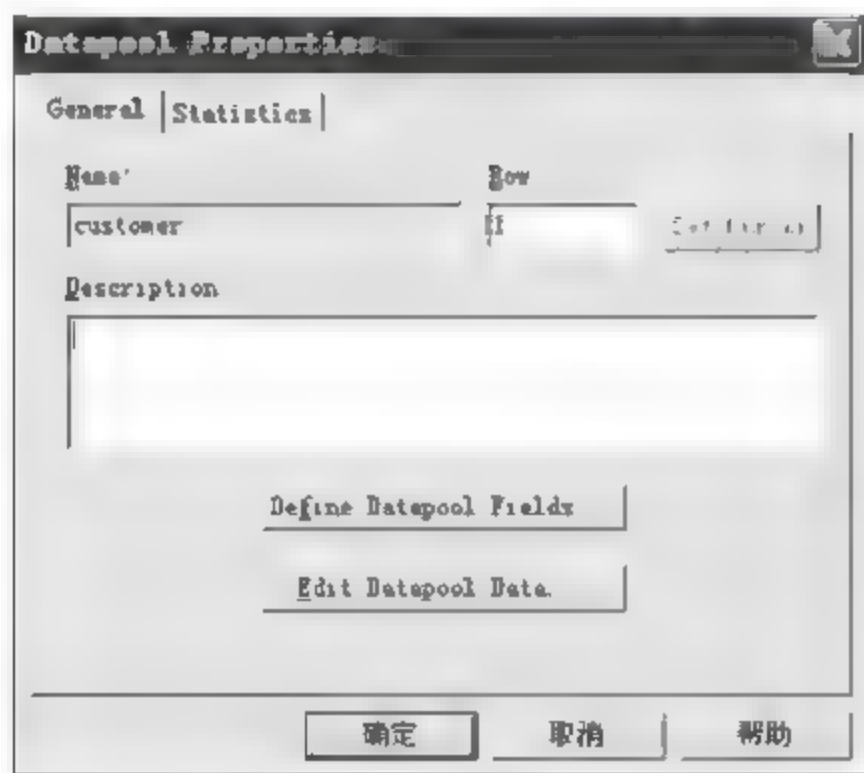 Datapool Properties
General Statistics
Name: Row
customer
Description
Define Datapool Fields
Edit Datapool Data.
确定 取消 帮助